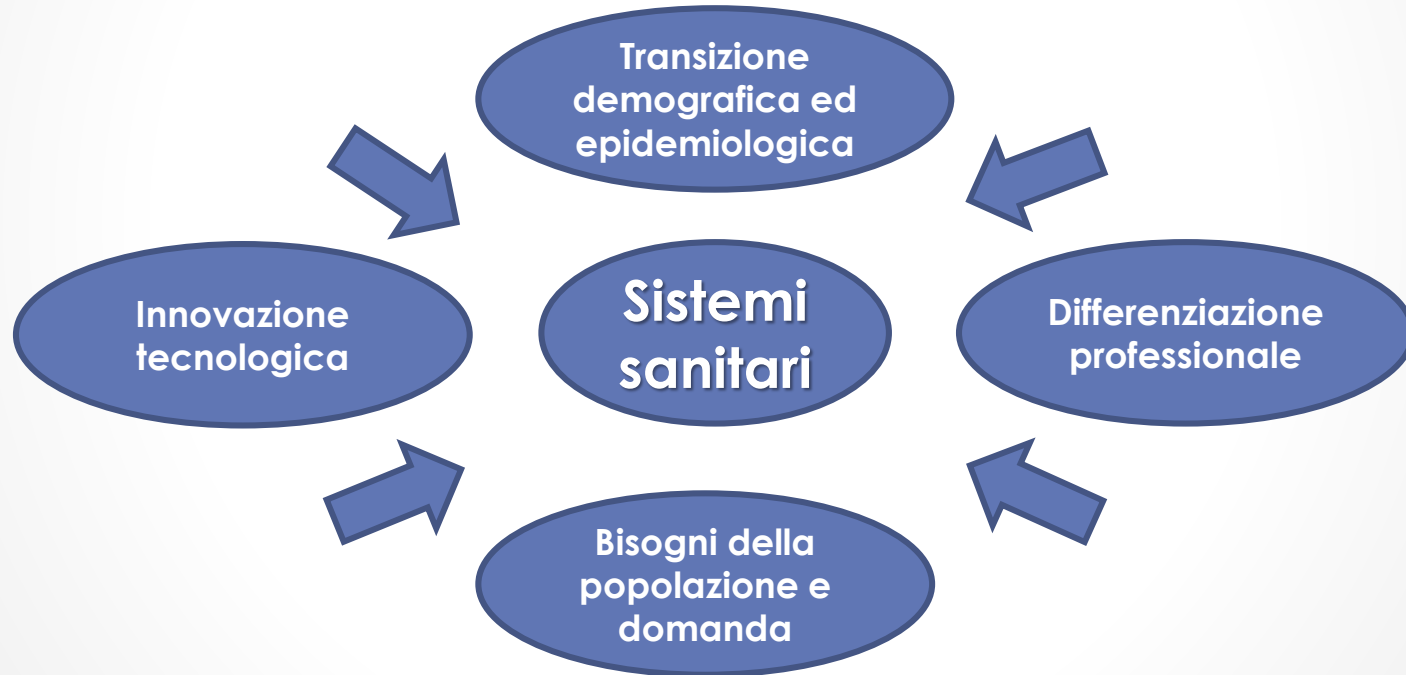 Transizione
demografica ed
epidemiologica
Innovazione
tecnologica
Sistemi
sanitari
Differenziazione
professionale
Bisogni della
popolazione e
domanda